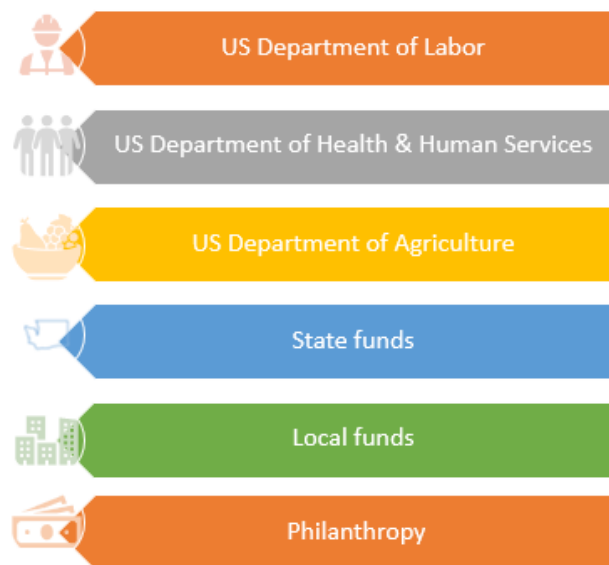 US Department of Labor
US Department of Health & Human Services
US Department of Agriculture
State funds
Local funds
Philanthropy